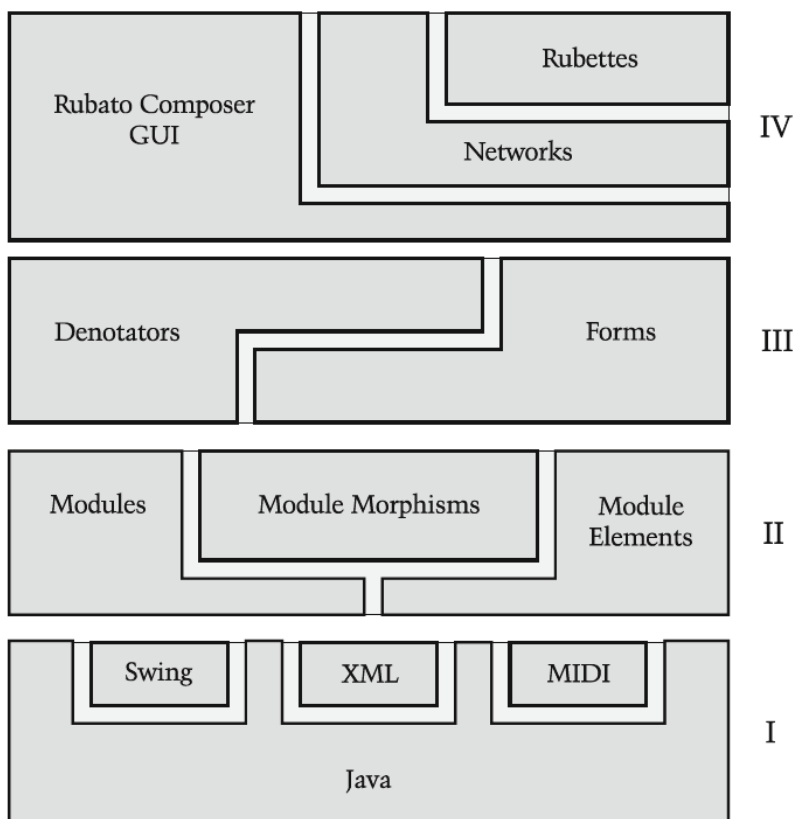 Rubettes
Rubato Composer
GUI
IV
Networks
Denotators
Forms
III
Modules
Module Morphisms
Module
Elements
II
Swing
XML
MIDI
I
Java